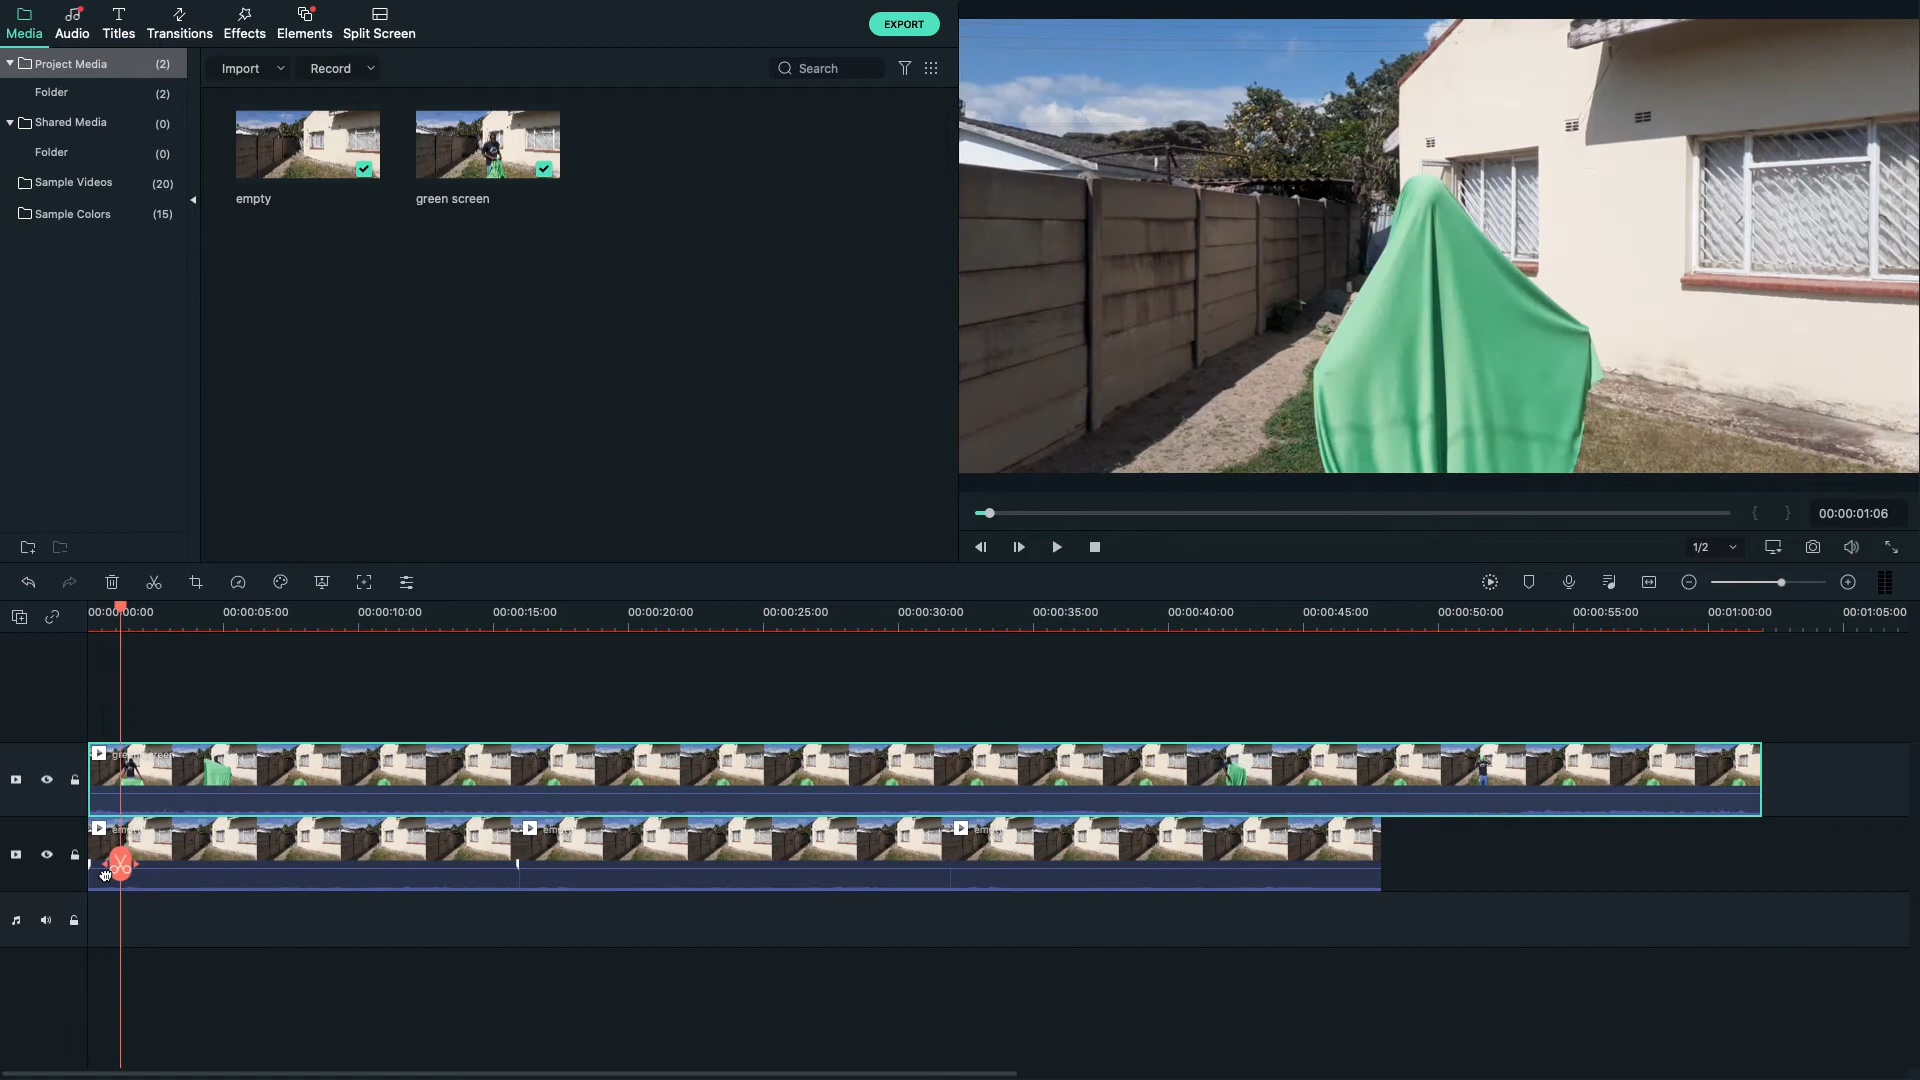 Media Audio Titles Transitions Effects Elements Split Screen EXPORT
Project Media (2)
Folder (2)
Shared Media (0)
Folder (0)
Sample Videos (20)
Sample Colors (15)
Import Record Search
empty green screen
{ } 00:00:01:06
1/2
00:00:00:00 00:00:05:00 00:00:10:00 00:00:15:00 00:00:20:00 00:00:25:00 00:00:30:00 00:00:35:00 00:00:40:00 00:00:45:00 00:00:50:00 00:00:55:00 00:01:00:00 00:01:05:00
green screen